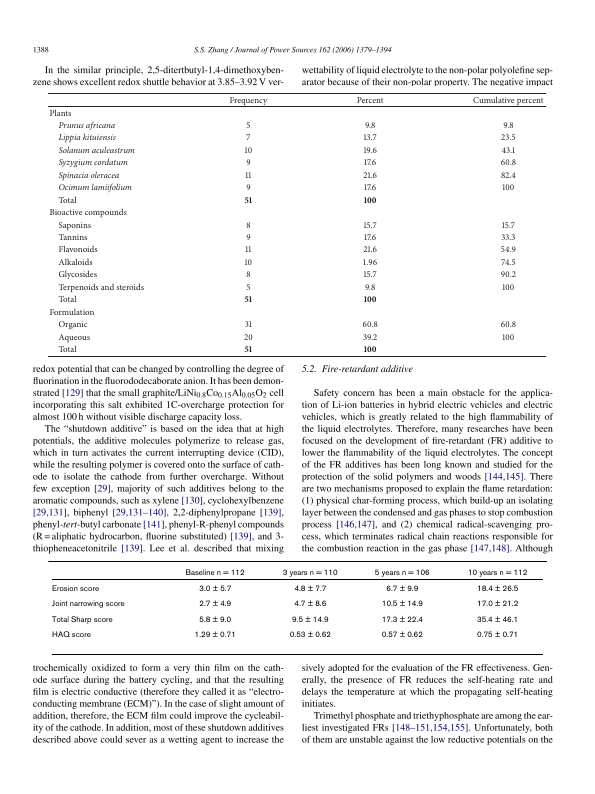 1388
S.S. Zhang / Journal of Power Sources 162 (2006) 1379–1394
In the similar principle, 2,5-ditertbutyl-1,4-dimethoxyben-
zene shows excellent redox shuttle behavior at 3.85–3.92 V ver-
wettability of liquid electrolyte to the non-polar polyolefine sep-
arator because of their non-polar property. The negative impact
Frequency Percent Cumulative percent
Plants
Prunus africana 5 9.8 9.8
Lippia kituiensis 7 13.7 23.5
Solanum aculeastrum 10 19.6 43.1
Syzygium cordatum 9 17.6 60.8
Spinacia oleracea 11 21.6 82.4
Ocimum lamiifolium 9 17.6 100
Total 51 100
Bioactive compounds
Saponins 8 15.7 15.7
Tannins 9 17.6 33.3
Flavonoids 11 21.6 54.9
Alkaloids 10 1.96 74.5
Glycosides 8 15.7 90.2
Terpenoids and steroids 5 9.8 100
Total 51 100
Formulation
Organic 31 60.8 60.8
Aqueous 20 39.2 100
Total 51 100
redox potential that can be changed by controlling the degree of
fluorination in the fluorododecaborate anion. It has been demon-
strated [129] that the small graphite/LiNi0.8Co0.15Al0.05O2 cell
incorporating this salt exhibited 1C-overcharge protection for
almost 100 h without visible discharge capacity loss.
The “shutdown additive” is based on the idea that at high
potentials, the additive molecules polymerize to release gas,
which in turn activates the current interrupting device (CID),
while the resulting polymer is covered onto the surface of cath-
ode to isolate the cathode from further overcharge. Without
few exception [29], majority of such additives belong to the
aromatic compounds, such as xylene [130], cyclohexylbenzene
[29,131], biphenyl [29,131–140], 2,2-diphenylpropane [139],
phenyl-tert-butyl carbonate [141], phenyl-R-phenyl compounds
(R = aliphatic hydrocarbon, fluorine substituted) [139], and 3-
thiopheneacetonitrile [139]. Lee et al. described that mixing
5.2. Fire-retardant additive
Safety concern has been a main obstacle for the applica-
tion of Li-ion batteries in hybrid electric vehicles and electric
vehicles, which is greatly related to the high flammability of
the liquid electrolytes. Therefore, many researches have been
focused on the development of fire-retardant (FR) additive to
lower the flammability of the liquid electrolytes. The concept
of the FR additives has been long known and studied for the
protection of the solid polymers and woods [144,145]. There
are two mechanisms proposed to explain the flame retardation:
(1) physical char-forming process, which build-up an isolating
layer between the condensed and gas phases to stop combustion
process [146,147], and (2) chemical radical-scavenging pro-
cess, which terminates radical chain reactions responsible for
the combustion reaction in the gas phase [147,148]. Although
Baseline n = 112 3 years n = 110 5 years n = 106 10 years n = 112
Erosion score 3.0 ± 5.7 4.8 ± 7.7 6.7 ± 9.9 18.4 ± 26.5
Joint narrowing score 2.7 ± 4.9 4.7 ± 8.6 10.5 ± 14.9 17.0 ± 21.2
Total Sharp score 5.8 ± 9.0 9.5 ± 14.9 17.3 ± 22.4 35.4 ± 46.1
HAQ score 1.29 ± 0.71 0.53 ± 0.62 0.57 ± 0.62 0.75 ± 0.71
trochemically oxidized to form a very thin film on the cath-
ode surface during the battery cycling, and that the resulting
film is electric conductive (therefore they called it as “electro-
conducting membrane (ECM)”). In the case of slight amount of
addition, therefore, the ECM film could improve the cycleabil-
ity of the cathode. In addition, most of these shutdown additives
described above could sever as a wetting agent to increase the
sively adopted for the evaluation of the FR effectiveness. Gen-
erally, the presence of FR reduces the self-heating rate and
delays the temperature at which the propagating self-heating
initiates.
Trimethyl phosphate and triethyphosphate are among the ear-
liest investigated FRs [148–151,154,155]. Unfortunately, both
of them are unstable against the low reductive potentials on the